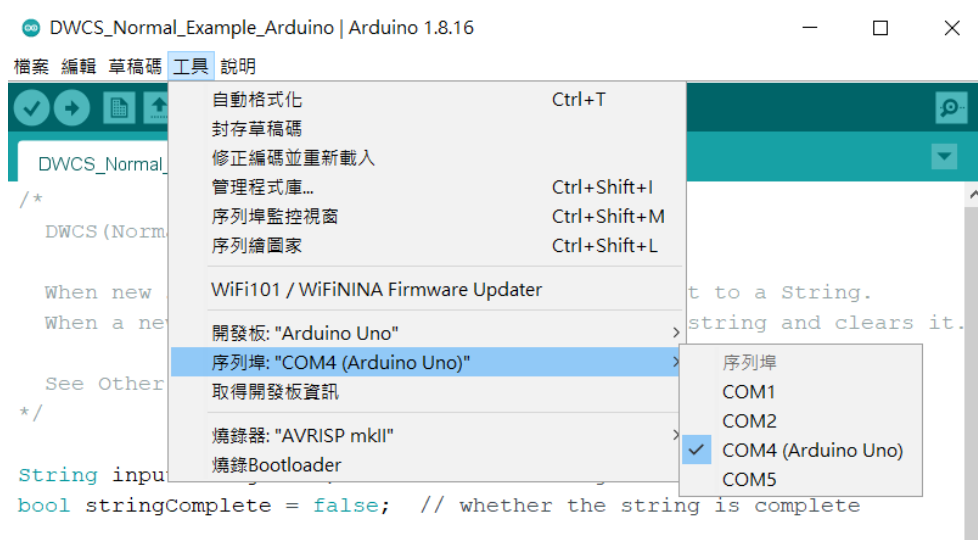 DWCS_Normal_Example_Arduino | Arduino 1.8.16
檔案 編輯 草稿碼 工具 說明
自動格式化 Ctrl+T
封存草稿碼
修正編碼並重新載入
管理程式庫... Ctrl+Shift+I
序列埠監控視窗 Ctrl+Shift+M
序列繪圖家 Ctrl+Shift+L
WiFi101 / WiFiNINA Firmware Updater
開發板: "Arduino Uno"
序列埠: "COM4 (Arduino Uno)"
取得開發板資訊
燒錄器: "AVRISP mkII"
燒錄Bootloader
序列埠
COM1
COM2
COM4 (Arduino Uno)
COM5
DWCS_Normal_
/*
DWCS(Norm
When new t to a String.
When a ne string and clears it.
See Other
*/
String inpu
bool stringComplete = false; // whether the string is complete